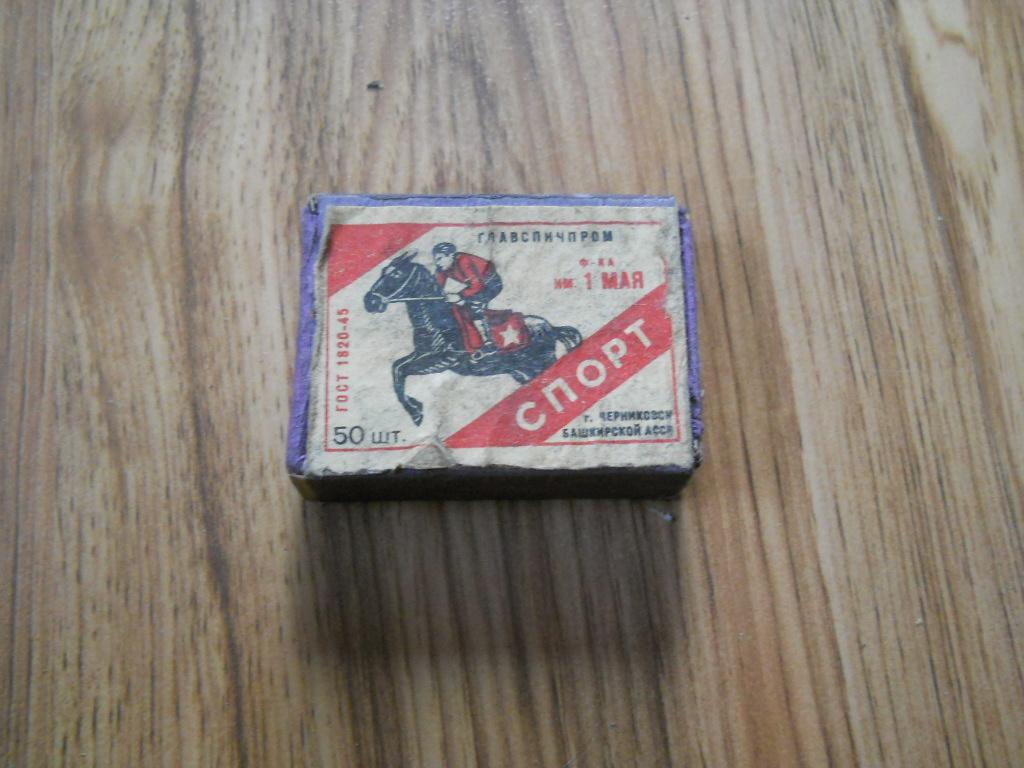 ГЛАВСПИЧПРОМ
Ф-КА
ИМ. 1 МАЯ
ГОСТ 1820-45
СПОРТ
50 ШТ.
г. ЧЕРНИКОВСК
БАШКИРСКОЙ АССР